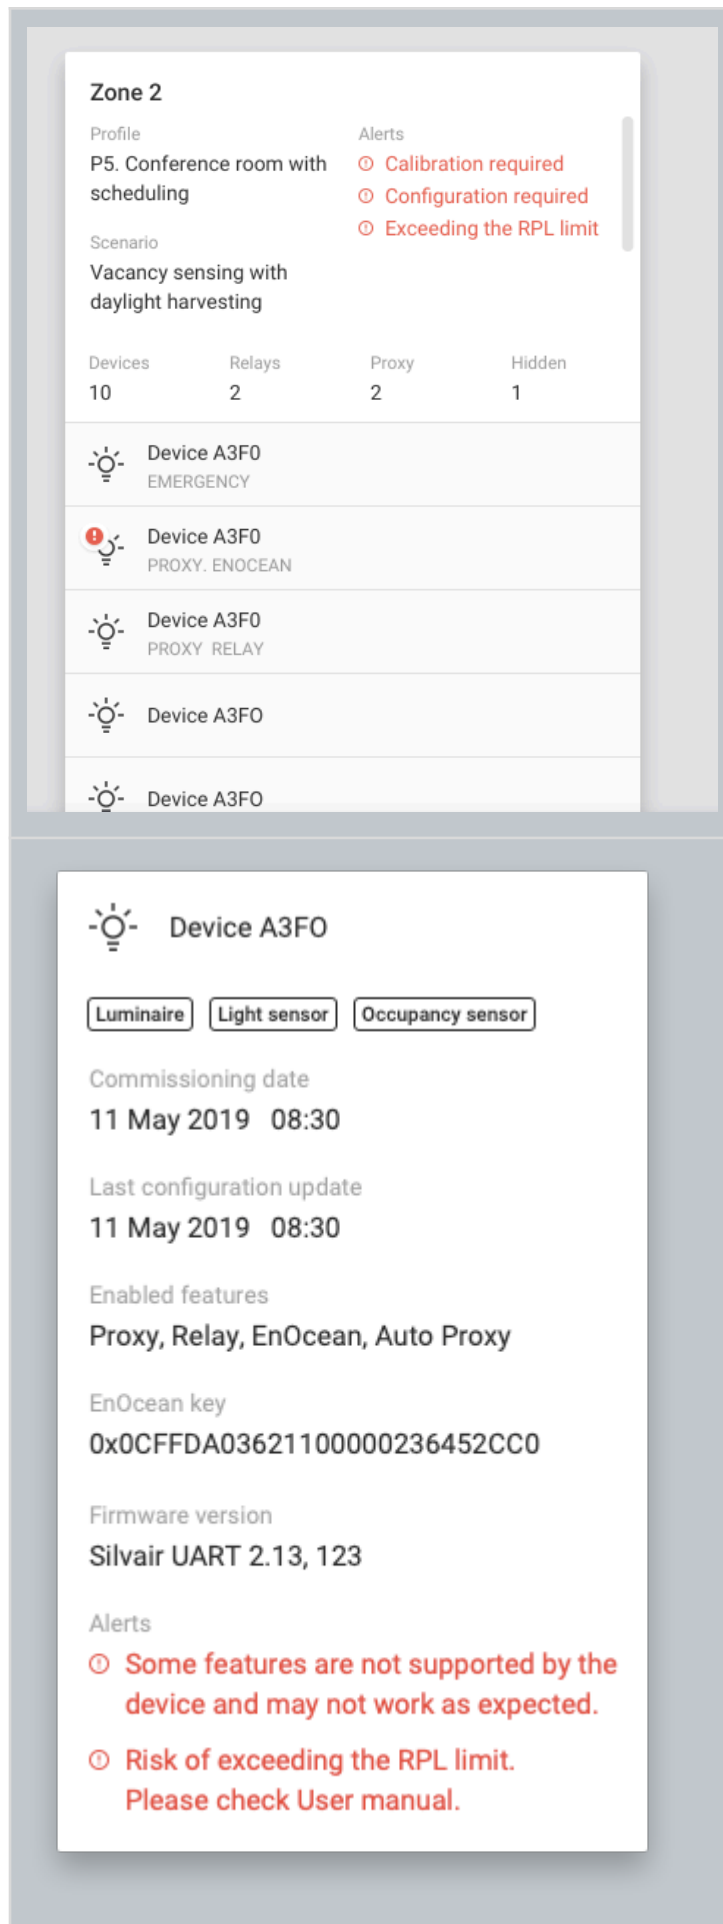 Zone 2
Profile
P5. Conference room with
scheduling
Alerts
Calibration required
Configuration required
Exceeding the RPL limit
Scenario
Vacancy sensing with
daylight harvesting
Devices Relays Proxy Hidden
10 2 2 1
Device A3F0
EMERGENCY
Device A3F0
PROXY. ENOCEAN
Device A3F0
PROXY RELAY
Device A3FO
Device A3FO
Device A3FO
Luminaire Light sensor Occupancy sensor
Commissioning date
11 May 2019 08:30
Last configuration update
11 May 2019 08:30
Enabled features
Proxy, Relay, EnOcean, Auto Proxy
EnOcean key
0x0CFFDA03621100000236452CC0
Firmware version
Silvair UART 2.13, 123
Alerts
Some features are not supported by the
device and may not work as expected.
Risk of exceeding the RPL limit.
Please check User manual.